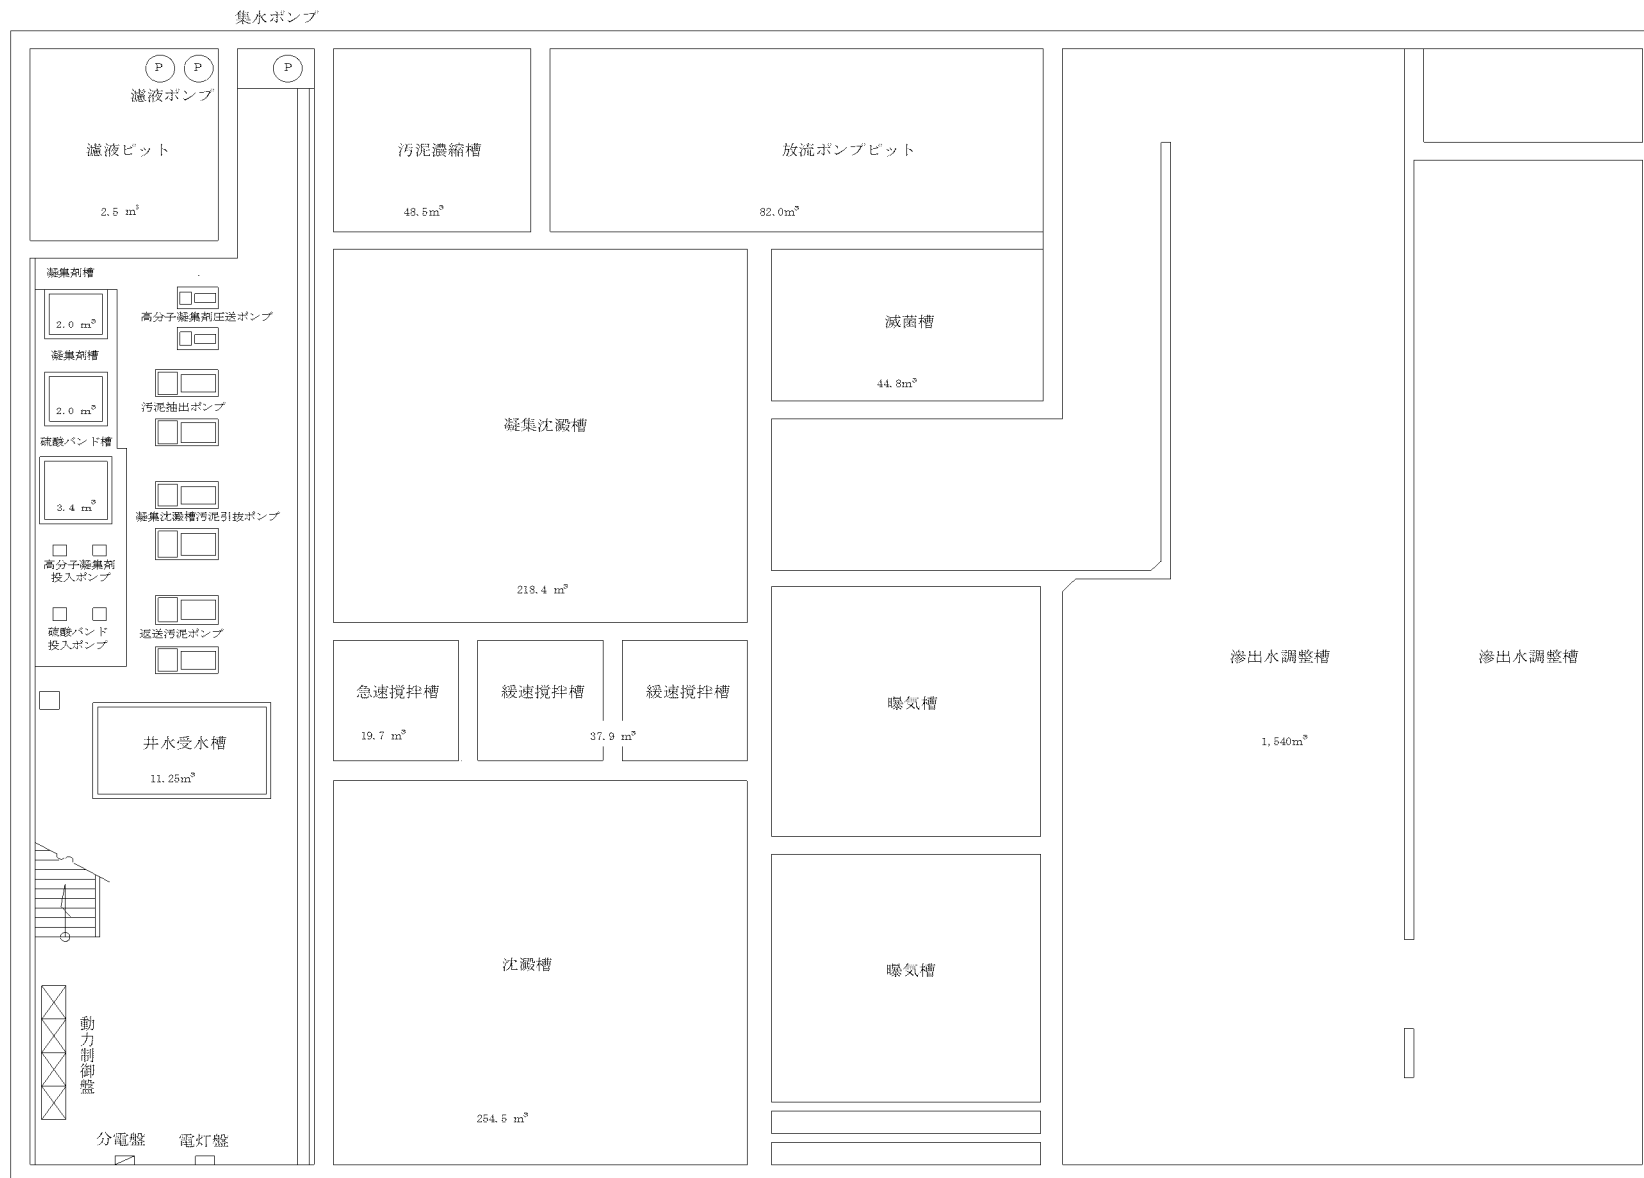 集水ポンプ
P
P
P
濾液ポンプ
濾液ピット
2.5 m³
汚泥濃縮槽
48.5m³
放流ポンプピット
82.0m³
凝集剤槽
2.0 m³
高分子凝集剤圧送ポンプ
凝集剤槽
2.0 m³
汚泥抽出ポンプ
硫酸バンド槽
3.4 m³
凝集沈澱槽汚泥引抜ポンプ
高分子凝集剤
投入ポンプ
硫酸バンド
投入ポンプ
返送汚泥ポンプ
井水受水槽
11.25m³
動力制御盤
分電盤
電灯盤
凝集沈澱槽
218.4 m³
滅菌槽
44.8m³
急速撹拌槽
19.7 m³
緩速撹拌槽
緩速撹拌槽
37.9 m³
曝気槽
沈澱槽
254.5 m³
曝気槽
滲出水調整槽
1,540m³
滲出水調整槽